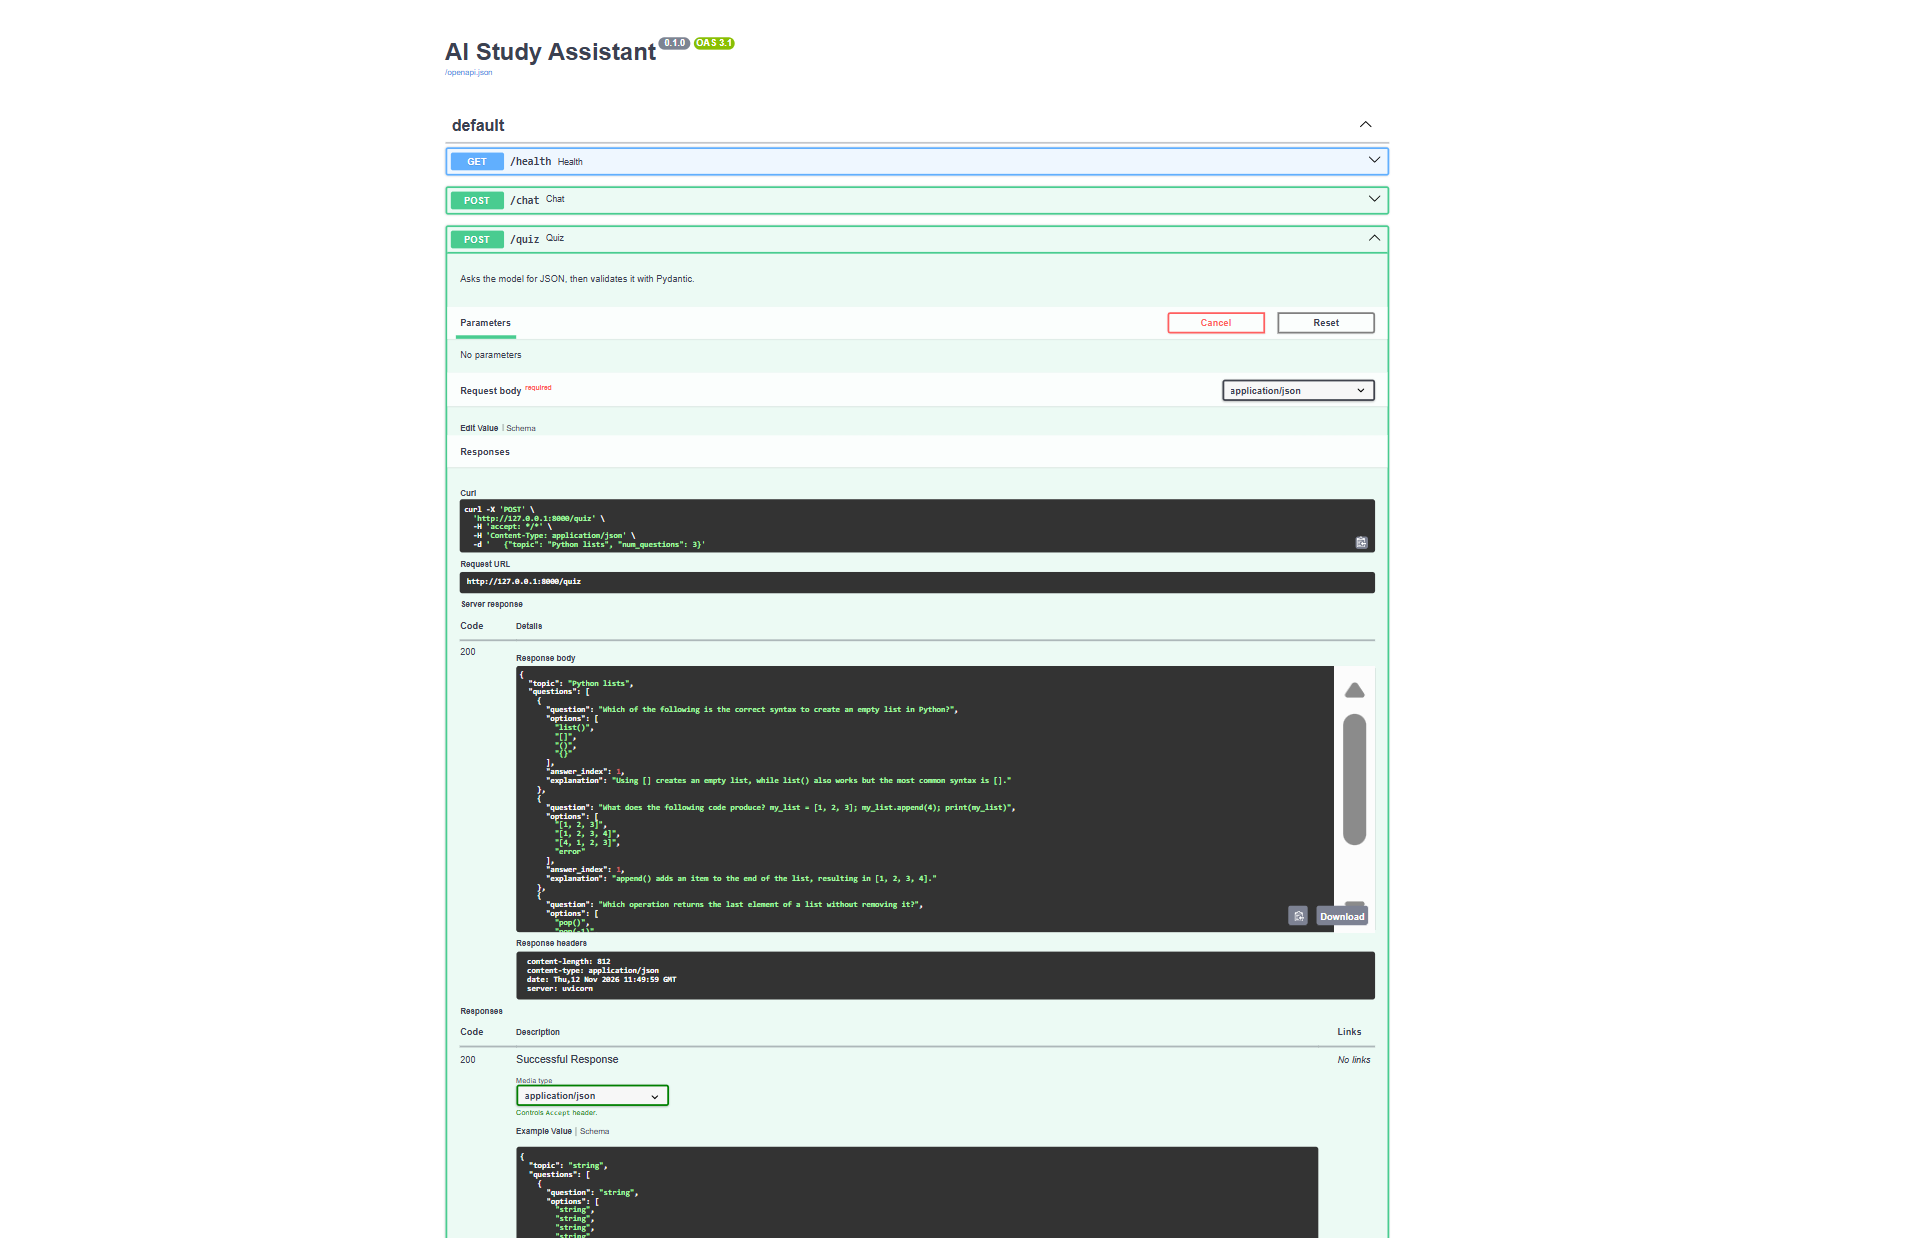 AI Study Assistant 0.1.0 OAS 3.1
/openapi.json
default
GET /health Health
POST /chat Chat
POST /quiz Quiz
Asks the model for JSON, then validates it with Pydantic.
Parameters
Cancel
Reset
No parameters
Request body required
application/json
Edit Value | Schema
Responses
Curl
curl -X 'POST' \
  'http://127.0.0.1:8000/quiz' \
  -H 'accept: */*' \
  -H 'Content-Type: application/json' \
  -d '   {"topic": "Python lists", "num_questions": 3}'
Request URL
http://127.0.0.1:8000/quiz
Server response
Code Details
200
Response body
{
  "topic": "Python lists",
  "questions": [
    {
      "question": "Which of the following is the correct syntax to create an empty list in Python?",
      "options": [
        "list()",
        "[]",
        "()",
        "{}"
      ],
      "answer_index": 1,
      "explanation": "Using [] creates an empty list, while list() also works but the most common syntax is []."
    },
    {
      "question": "What does the following code produce? my_list = [1, 2, 3]; my_list.append(4); print(my_list)",
      "options": [
        "[1, 2, 3]",
        "[1, 2, 3, 4]",
        "[4, 1, 2, 3]",
        "error"
      ],
      "answer_index": 1,
      "explanation": "append() adds an item to the end of the list, resulting in [1, 2, 3, 4]."
    },
    {
      "question": "Which operation returns the last element of a list without removing it?",
      "options": [
        "pop()",
        "pop(-1)"
Download
Response headers
content-length: 812
content-type: application/json
date: Thu,12 Nov 2026 11:49:59 GMT
server: uvicorn
Responses
Code Description Links
200 Successful Response No links
Media type
application/json
Controls Accept header.
Example Value | Schema
{
  "topic": "string",
  "questions": [
    {
      "question": "string",
      "options": [
        "string",
        "string",
        "string",
        "string"